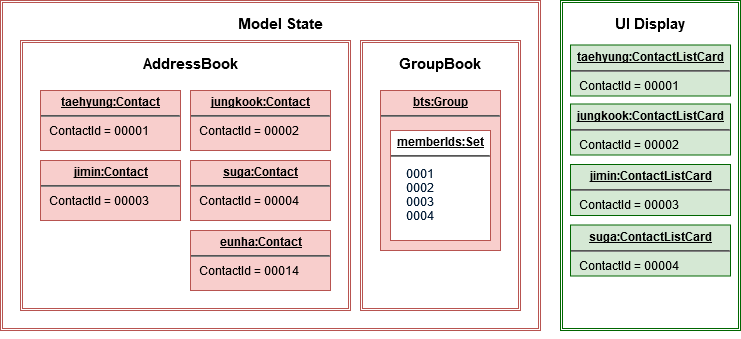 Model State
AddressBook
taehyung:Contact
ContactId = 00001
jungkook:Contact
ContactId = 00002
jimin:Contact
ContactId = 00003
suga:Contact
ContactId = 00004
eunha:Contact
ContactId = 00014
GroupBook
bts:Group
memberIds:Set
0001
0002
0003
0004
UI Display
taehyung:ContactListCard
ContactId = 00001
jungkook:ContactListCard
ContactId = 00002
jimin:ContactListCard
ContactId = 00003
suga:ContactListCard
ContactId = 00004